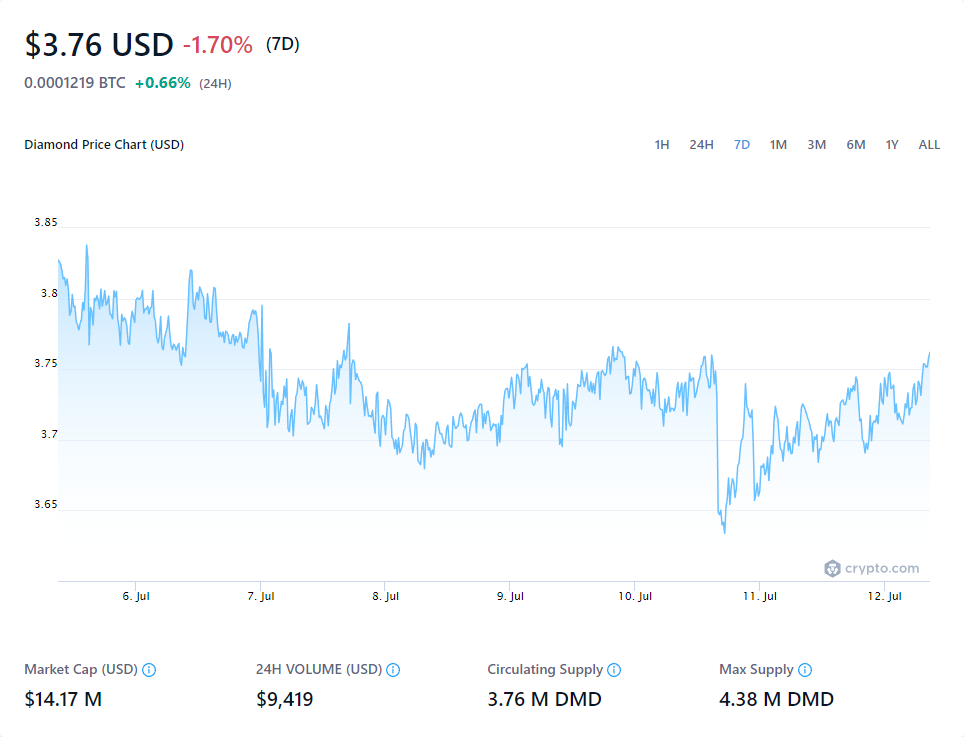 $3.76 USD -1.70% (7D)
0.0001219 BTC +0.66% (24H)
Diamond Price Chart (USD)
1H 24H 7D 1M 3M 6M 1Y ALL
3.85
3.8
3.75
3.7
3.65
crypto.com
6. Jul 7. Jul 8. Jul 9. Jul 10. Jul 11. Jul 12. Jul
Market Cap (USD) 24H VOLUME (USD) Circulating Supply Max Supply
$14.17 M $9,419 3.76 M DMD 4.38 M DMD